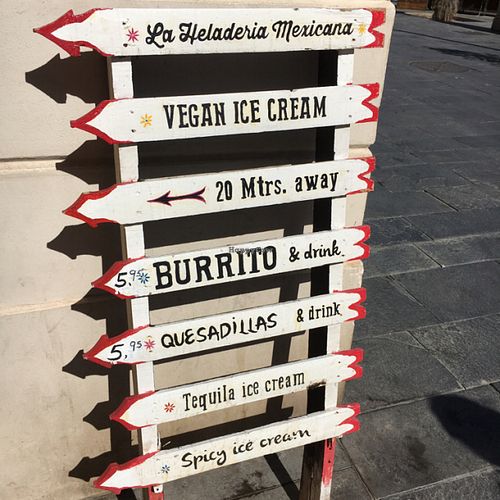 La Heladeria Mexicana
VEGAN ICE CREAM
20 Mtrs. away
5.95 BURRITO & drink
5.95 QUESADILLAS & drink
Tequila ice cream
Spicy ice cream